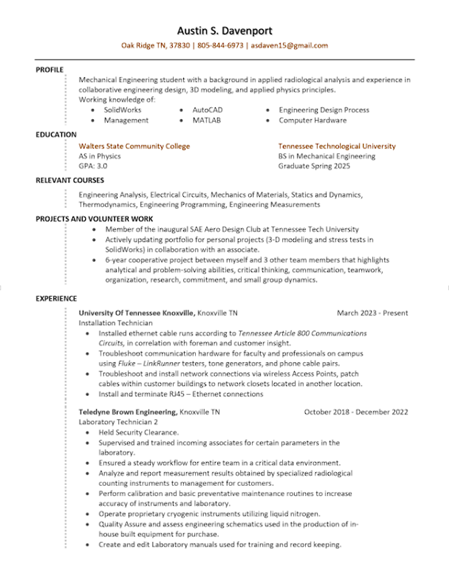 Austin S. Davenport
Oak Ridge TN, 37830 | 805-844-6973 | asdaven15@gmail.com
PROFILE
Mechanical Engineering student with a background in applied radiological analysis and experience in
collaborative engineering design, 3D modeling, and applied physics principles.
Working knowledge of:
• SolidWorks • AutoCAD • Engineering Design Process
• Management • MATLAB • Computer Hardware
EDUCATION
Walters State Community College Tennessee Technological University
AS in Physics BS in Mechanical Engineering
GPA: 3.0 Graduate Spring 2025
RELEVANT COURSES
Engineering Analysis, Electrical Circuits, Mechanics of Materials, Statics and Dynamics,
Thermodynamics, Engineering Programming, Engineering Measurements
PROJECTS AND VOLUNTEER WORK
• Member of the inaugural SAE Aero Design Club at Tennessee Tech University
• Actively updating portfolio for personal projects (3-D modeling and stress tests in
SolidWorks) in collaboration with an associate.
• 6-year cooperative project between myself and 3 other team members that highlights
analytical and problem-solving abilities, critical thinking, communication, teamwork,
organization, research, commitment, and small group dynamics.
EXPERIENCE
University Of Tennessee Knoxville, Knoxville TN March 2023 - Present
Installation Technician
• Installed ethernet cable runs according to Tennessee Article 800 Communications
Circuits, in correlation with foreman and customer insight.
• Troubleshoot communication hardware for faculty and professionals on campus
using Fluke – LinkRunner testers, tone generators, and phone cable pairs.
• Troubleshoot and install network connections via wireless Access Points, patch
cables within customer buildings to network closets located in another location.
• Install and terminate RJ45 – Ethernet connections
Teledyne Brown Engineering, Knoxville TN October 2018 - December 2022
Laboratory Technician 2
• Held Security Clearance.
• Supervised and trained incoming associates for certain parameters in the
laboratory.
• Ensured a steady workflow for entire team in a critical data environment.
• Analyze and report measurement results obtained by specialized radiological
counting instruments to management for customers.
• Perform calibration and basic preventative maintenance routines to increase
accuracy of instruments and laboratory.
• Operate proprietary cryogenic instruments utilizing liquid nitrogen.
• Quality Assure and assess engineering schematics used in the production of in-
house built equipment for purchase.
• Create and edit Laboratory manuals used for training and record keeping.